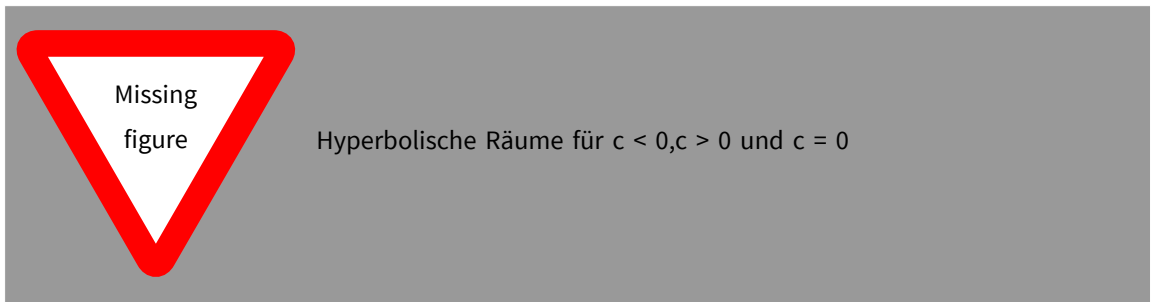 Missing
figure
Hyperbolische Räume für c < 0,c > 0 und c = 0